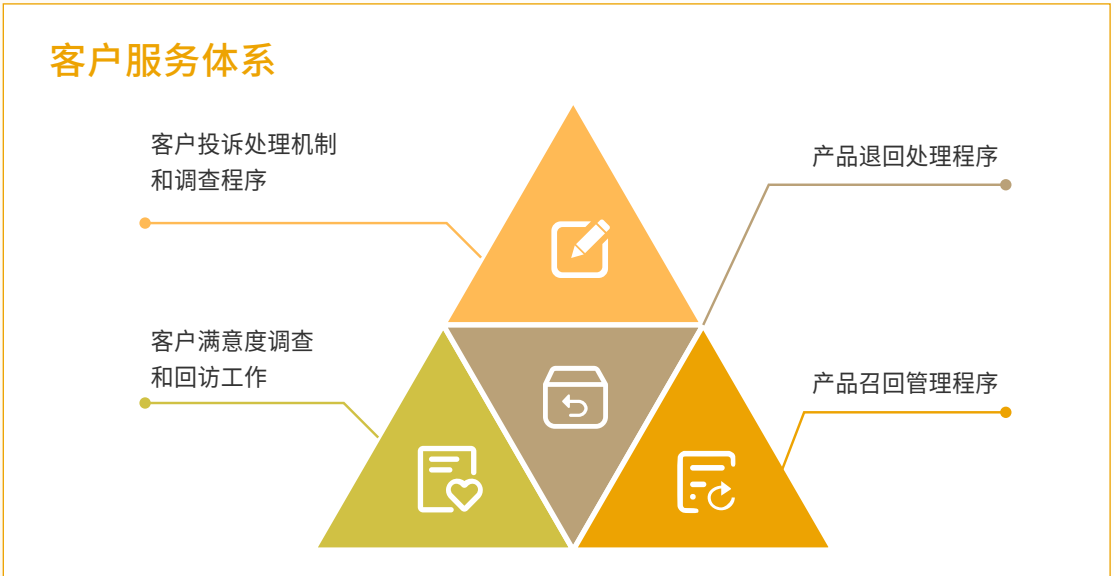 客户服务体系
客户投诉处理机制
和调查程序
产品退回处理程序
客户满意度调查
和回访工作
产品召回管理程序